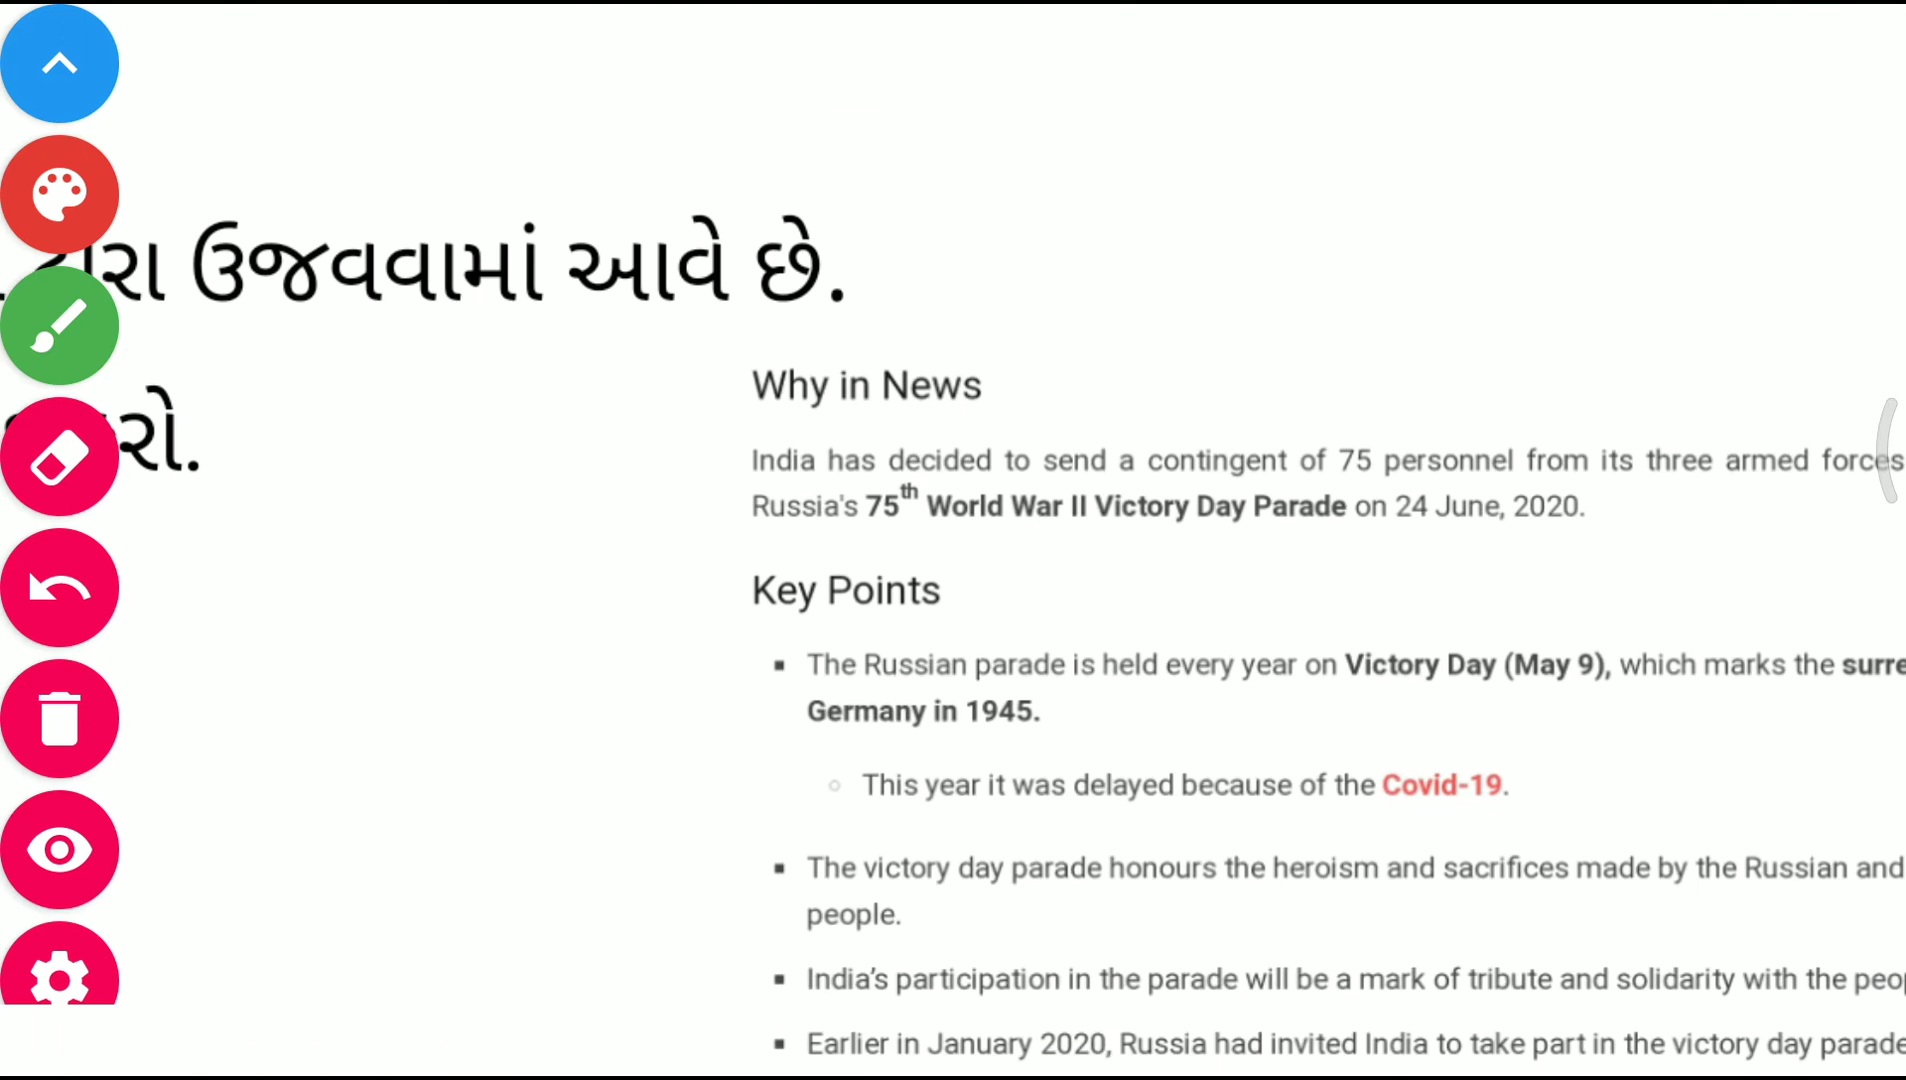 ઉજવવામાં આવે છે.
Why in News
India has decided to send a contingent of 75 personnel from its three armed forces
Russia's 75th World War II Victory Day Parade on 24 June, 2020.
Key Points
▪ The Russian parade is held every year on Victory Day (May 9), which marks the
Germany in 1945.
○ This year it was delayed because of the Covid-19.
▪ The victory day parade honours the heroism and sacrifices made by the Russian and
people.
▪ India’s participation in the parade will be a mark of tribute and solidarity with the
▪ Earlier in January 2020, Russia had invited India to take part in the victory day parade